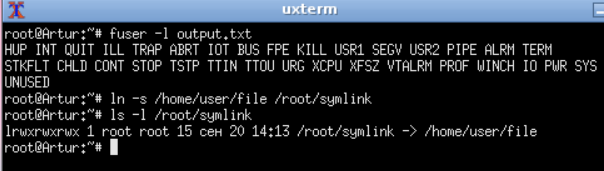 uxterm
root@Artur:~# fuser -l output.txt
HUP INT QUIT ILL TRAP ABRT IOT BUS FPE KILL USR1 SEGV USR2 PIPE ALRM TERM
STKFLT CHLD CONT STOP TSTP TTIN TTOU URG XCPU XFSZ VTALRM PROF WINCH IO PWR SYS
UNUSED
root@Artur:~# ln -s /home/user/file /root/symlink
root@Artur:~# ls -l /root/symlink
lrwxrwxrwx 1 root root 15 сен 20 14:13 /root/symlink -> /home/user/file
root@Artur:~#